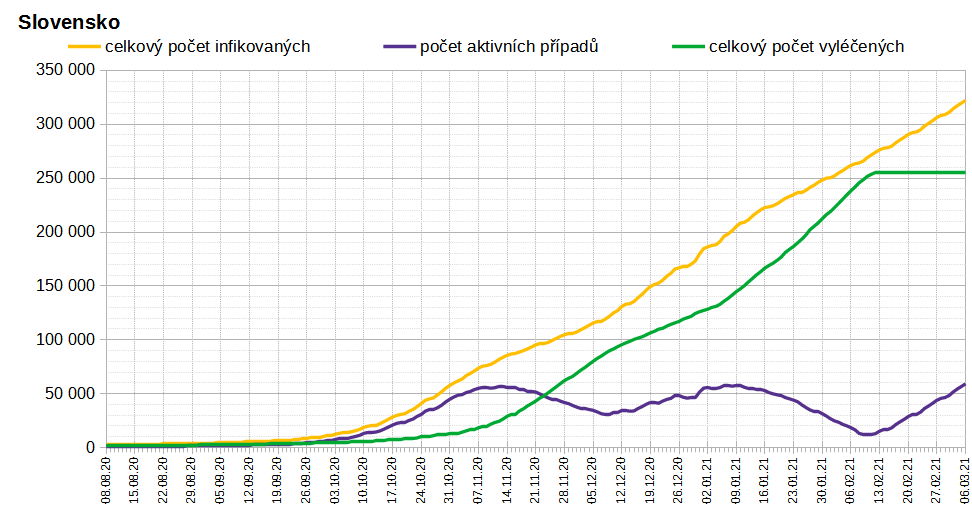 Slovensko
celkový počet infikovaných počet aktivních případů celkový počet vyléčených
350 000
300 000
250 000
200 000
150 000
100 000
50 000
0
08.08.20 15.08.20 22.08.20 29.08.20 05.09.20 12.09.20 19.09.20 26.09.20 03.10.20 10.10.20 17.10.20 24.10.20 31.10.20 07.11.20 14.11.20 21.11.20 28.11.20 05.12.20 12.12.20 19.12.20 26.12.20 02.01.21 09.01.21 16.01.21 23.01.21 30.01.21 06.02.21 13.02.21 20.02.21 27.02.21 06.03.21